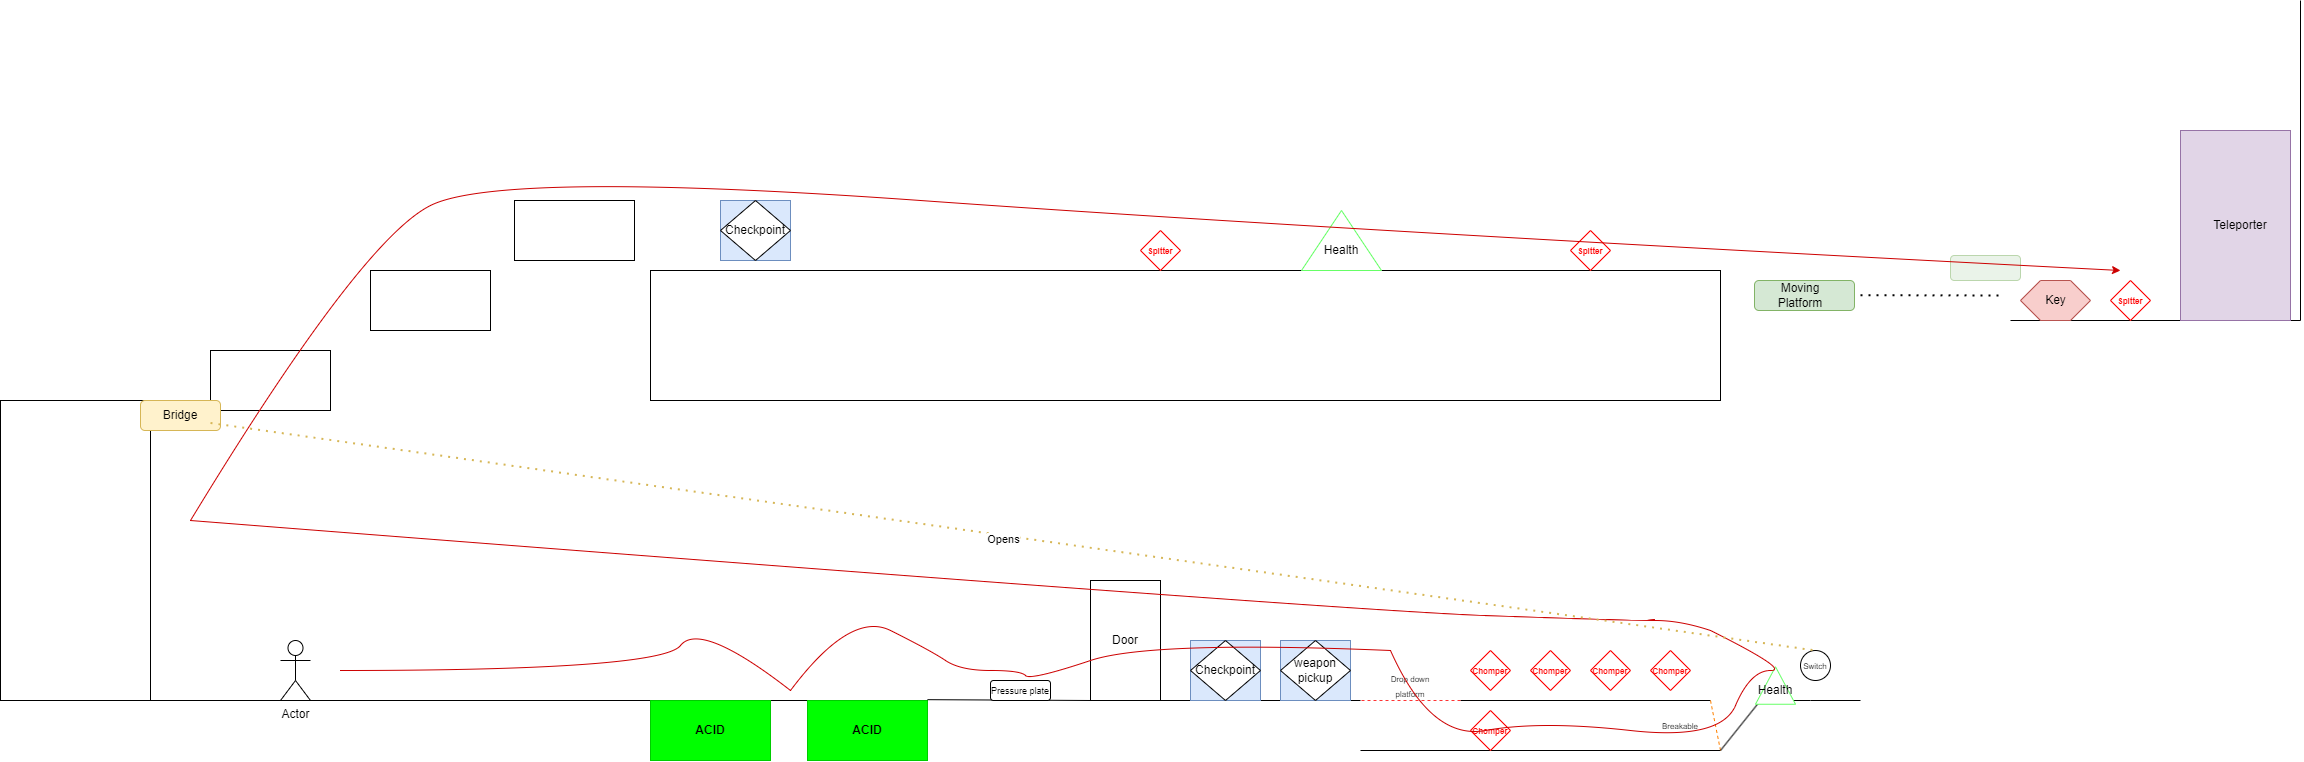 Teleporter
Checkpoint
Spitter
Health
Spitter
Moving
Platform
Key
Spitter
Bridge
Opens
Door
Actor
ACID
ACID
Pressure plate
Checkpoint
weapon
pickup
Drop down
platform
Chomper
Chomper
Chomper
Chomper
Switch
Health
Chomper
Breakable